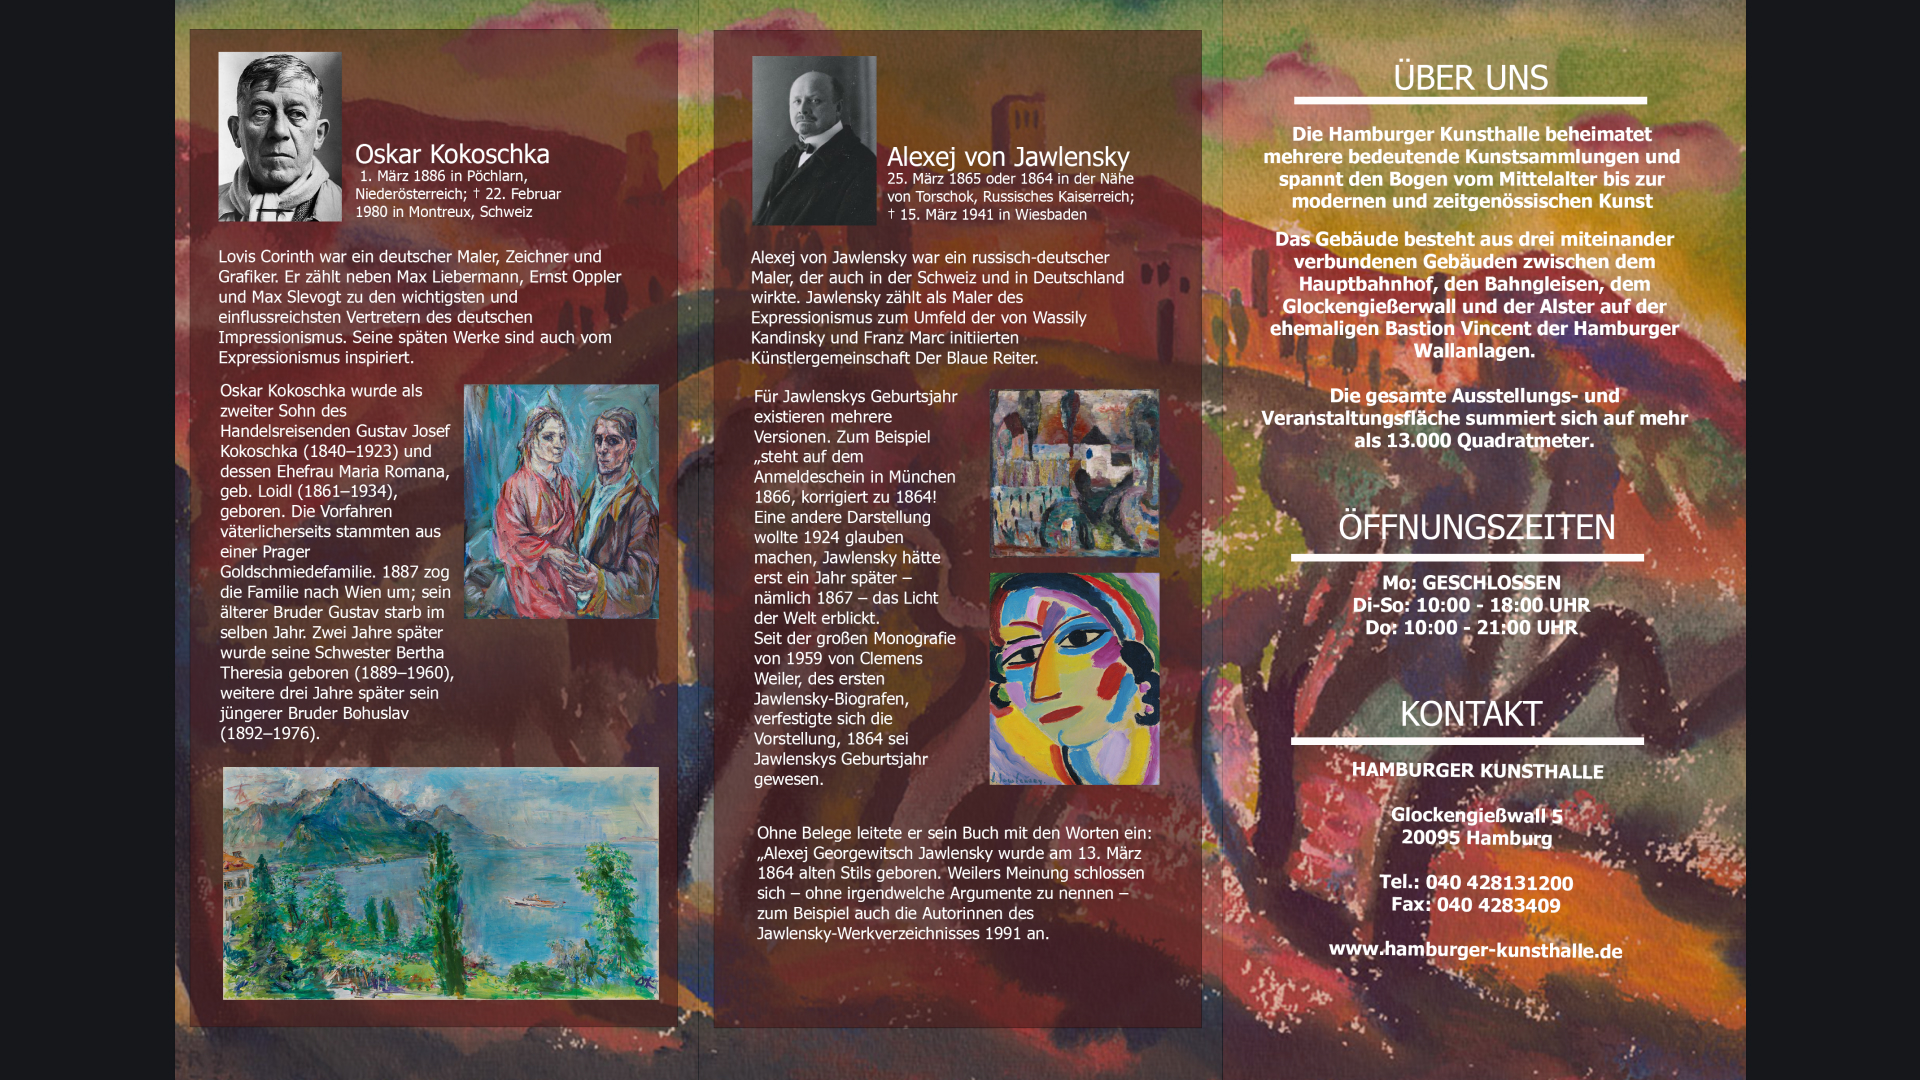 Oskar Kokoschka
1. März 1886 in Pöchlarn,
Niederösterreich; † 22. Februar
1980 in Montreux, Schweiz
Lovis Corinth war ein deutscher Maler, Zeichner und
Grafiker. Er zählt neben Max Liebermann, Ernst Oppler
und Max Slevogt zu den wichtigsten und
einflussreichsten Vertretern des deutschen
Impressionismus. Seine späten Werke sind auch vom
Expressionismus inspiriert.
Oskar Kokoschka wurde als
zweiter Sohn des
Handelsreisenden Gustav Josef
Kokoschka (1840–1923) und
dessen Ehefrau Maria Romana,
geb. Loidl (1861–1934),
geboren. Die Vorfahren
väterlicherseits stammten aus
einer Prager
Goldschmiedefamilie. 1887 zog
die Familie nach Wien um; sein
älterer Bruder Gustav starb im
selben Jahr. Zwei Jahre später
wurde seine Schwester Bertha
Theresia geboren (1889–1960),
weitere drei Jahre später sein
jüngerer Bruder Bohuslav
(1892–1976).
Alexej von Jawlensky
25. März 1865 oder 1864 in der Nähe
von Torschok, Russisches Kaiserreich;
† 15. März 1941 in Wiesbaden
Alexej von Jawlensky war ein russisch-deutscher
Maler, der auch in der Schweiz und in Deutschland
wirkte. Jawlensky zählt als Maler des
Expressionismus zum Umfeld der von Wassily
Kandinsky und Franz Marc initiierten
Künstlergemeinschaft Der Blaue Reiter.
Für Jawlenskys Geburtsjahr
existieren mehrere
Versionen. Zum Beispiel
„steht auf dem
Anmeldeschein in München
1866, korrigiert zu 1864!
Eine andere Darstellung
wollte 1924 glauben
machen, Jawlensky hätte
erst ein Jahr später –
nämlich 1867 – das Licht
der Welt erblickt.
Seit der großen Monografie
von 1959 von Clemens
Weiler, des ersten
Jawlensky-Biografen,
verfestigte sich die
Vorstellung, 1864 sei
Jawlenskys Geburtsjahr
gewesen.
Ohne Belege leitete er sein Buch mit den Worten ein:
„Alexej Georgewitsch Jawlensky wurde am 13. März
1864 alten Stils geboren. Weilers Meinung schlossen
sich – ohne irgendwelche Argumente zu nennen –
zum Beispiel auch die Autorinnen des
Jawlensky-Werkverzeichnisses 1991 an.
ÜBER UNS
Die Hamburger Kunsthalle beheimatet
mehrere bedeutende Kunstsammlungen und
spannt den Bogen vom Mittelalter bis zur
modernen und zeitgenössischen Kunst
Das Gebäude besteht aus drei miteinander
verbundenen Gebäuden zwischen dem
Hauptbahnhof, den Bahngleisen, dem
Glockengießerwall und der Alster auf der
ehemaligen Bastion Vincent der Hamburger
Wallanlagen.
Die gesamte Ausstellungs- und
Veranstaltungsfläche summiert sich auf mehr
als 13.000 Quadratmeter.
ÖFFNUNGSZEITEN
Mo: GESCHLOSSEN
Di-So: 10:00 - 18:00 UHR
Do: 10:00 - 21:00 UHR
KONTAKT
HAMBURGER KUNSTHALLE
Glockengießwall 5
20095 Hamburg
Tel.: 040 428131200
Fax: 040 4283409
www.hamburger-kunsthalle.de